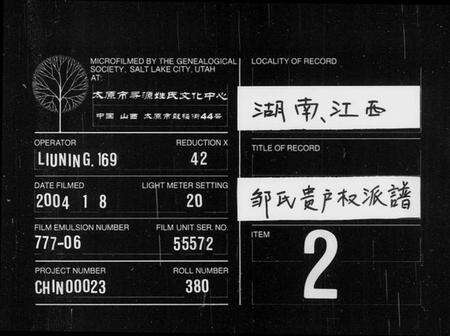 MICROFILMED BY THE GENEALOGICAL
SOCIETY, SALT LAKE CITY, UTAH
AT:
太原市寻源姓氏文化中心
中国 山西 太原市鼓楼街44号
OPERATOR
LIUNING.169
REDUCTION X
42
DATE FILMED
2004 1 8
LIGHT METER SETTING
20
FILM EMULSION NUMBER
777-06
FILM UNIT SER. NO.
55572
PROJECT NUMBER
CHIN00023
ROLL NUMBER
380
LOCALITY OF RECORD
湖南、江西
TITLE OF RECORD
邹氏贵户权派譜
ITEM
2